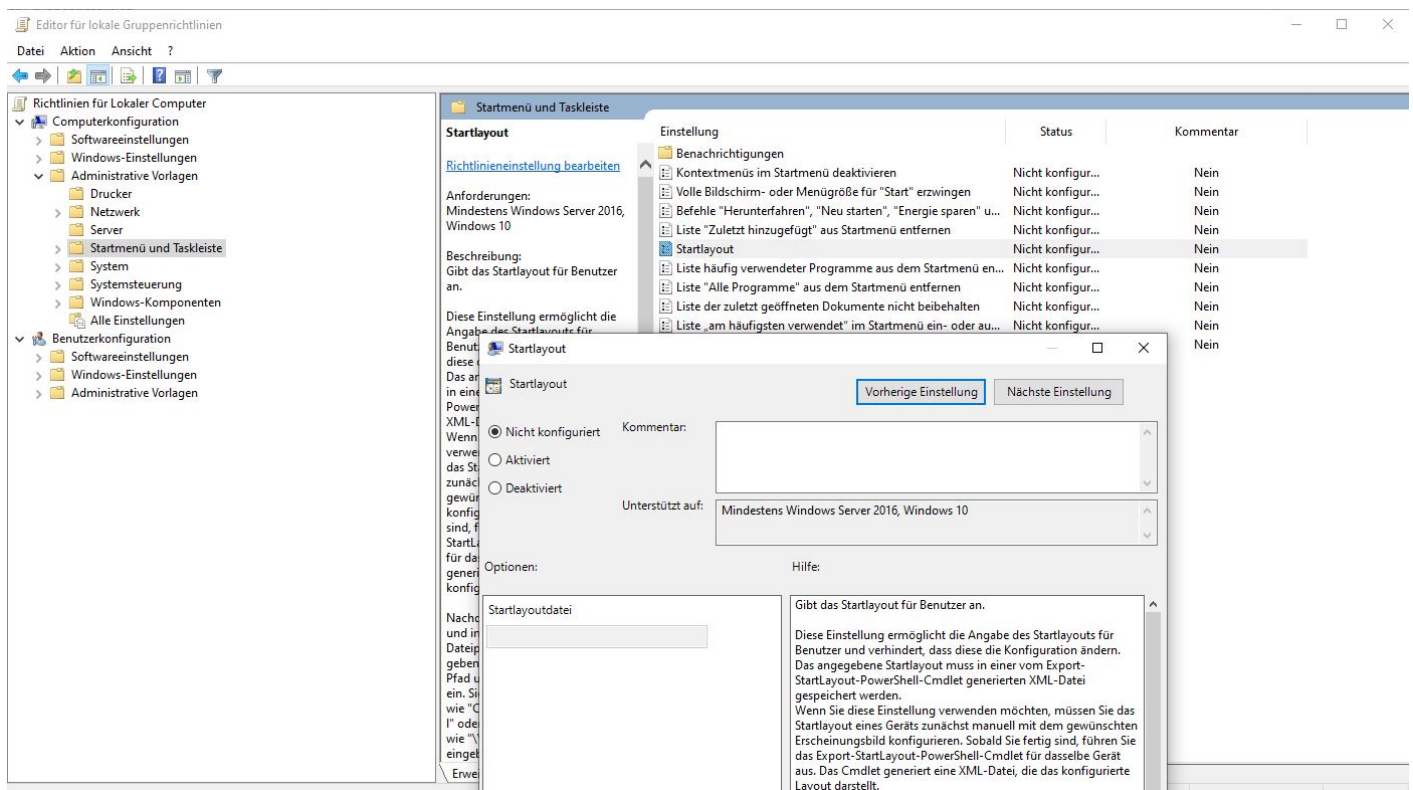 Editor für lokale Gruppenrichtlinien
Datei Aktion Ansicht ?
Richtlinien für Lokaler Computer
Computerkonfiguration
Softwareeinstellungen
Windows-Einstellungen
Administrative Vorlagen
Drucker
Netzwerk
Server
Startmenü und Taskleiste
System
Systemsteuerung
Windows-Komponenten
Alle Einstellungen
Benutzerkonfiguration
Softwareeinstellungen
Windows-Einstellungen
Administrative Vorlagen
Startmenü und Taskleiste
Startlayout
Richtlinieneinstellung bearbeiten
Anforderungen:
Mindestens Windows Server 2016,
Windows 10
Beschreibung:
Gibt das Startlayout für Benutzer
an.
Diese Einstellung ermöglicht die
Angabe des Startlayouts für
Einstellung Status Kommentar
Benachrichtigungen
Kontextmenüs im Startmenü deaktivieren Nicht konfigur... Nein
Volle Bildschirm- oder Menügröße für "Start" erzwingen Nicht konfigur... Nein
Befehle "Herunterfahren", "Neu starten", "Energie sparen" u... Nicht konfigur... Nein
Liste "Zuletzt hinzugefügt" aus Startmenü entfernen Nicht konfigur... Nein
Startlayout Nicht konfigur... Nein
Liste häufig verwendeter Programme aus dem Startmenü en... Nicht konfigur... Nein
Liste "Alle Programme" aus dem Startmenü entfernen Nicht konfigur... Nein
Liste der zuletzt geöffneten Dokumente nicht beibehalten Nicht konfigur... Nein
Liste „am häufigsten verwendet" im Startmenü ein- oder au... Nicht konfigur... Nein
Nein
Startlayout
Startlayout
Vorherige Einstellung Nächste Einstellung
Nicht konfiguriert
Aktiviert
Deaktiviert
Kommentar:
Unterstützt auf:
Mindestens Windows Server 2016, Windows 10
Optionen:
Hilfe:
Startlayoutdatei
Gibt das Startlayout für Benutzer an.
Diese Einstellung ermöglicht die Angabe des Startlayouts für
Benutzer und verhindert, dass diese die Konfiguration ändern.
Das angegebene Startlayout muss in einer vom Export-
StartLayout-PowerShell-Cmdlet generierten XML-Datei
gespeichert werden.
Wenn Sie diese Einstellung verwenden möchten, müssen Sie das
Startlayout eines Geräts zunächst manuell mit dem gewünschten
Erscheinungsbild konfigurieren. Sobald Sie fertig sind, führen Sie
das Export-StartLayout-PowerShell-Cmdlet für dasselbe Gerät
aus. Das Cmdlet generiert eine XML-Datei, die das konfigurierte
Layout darstellt.